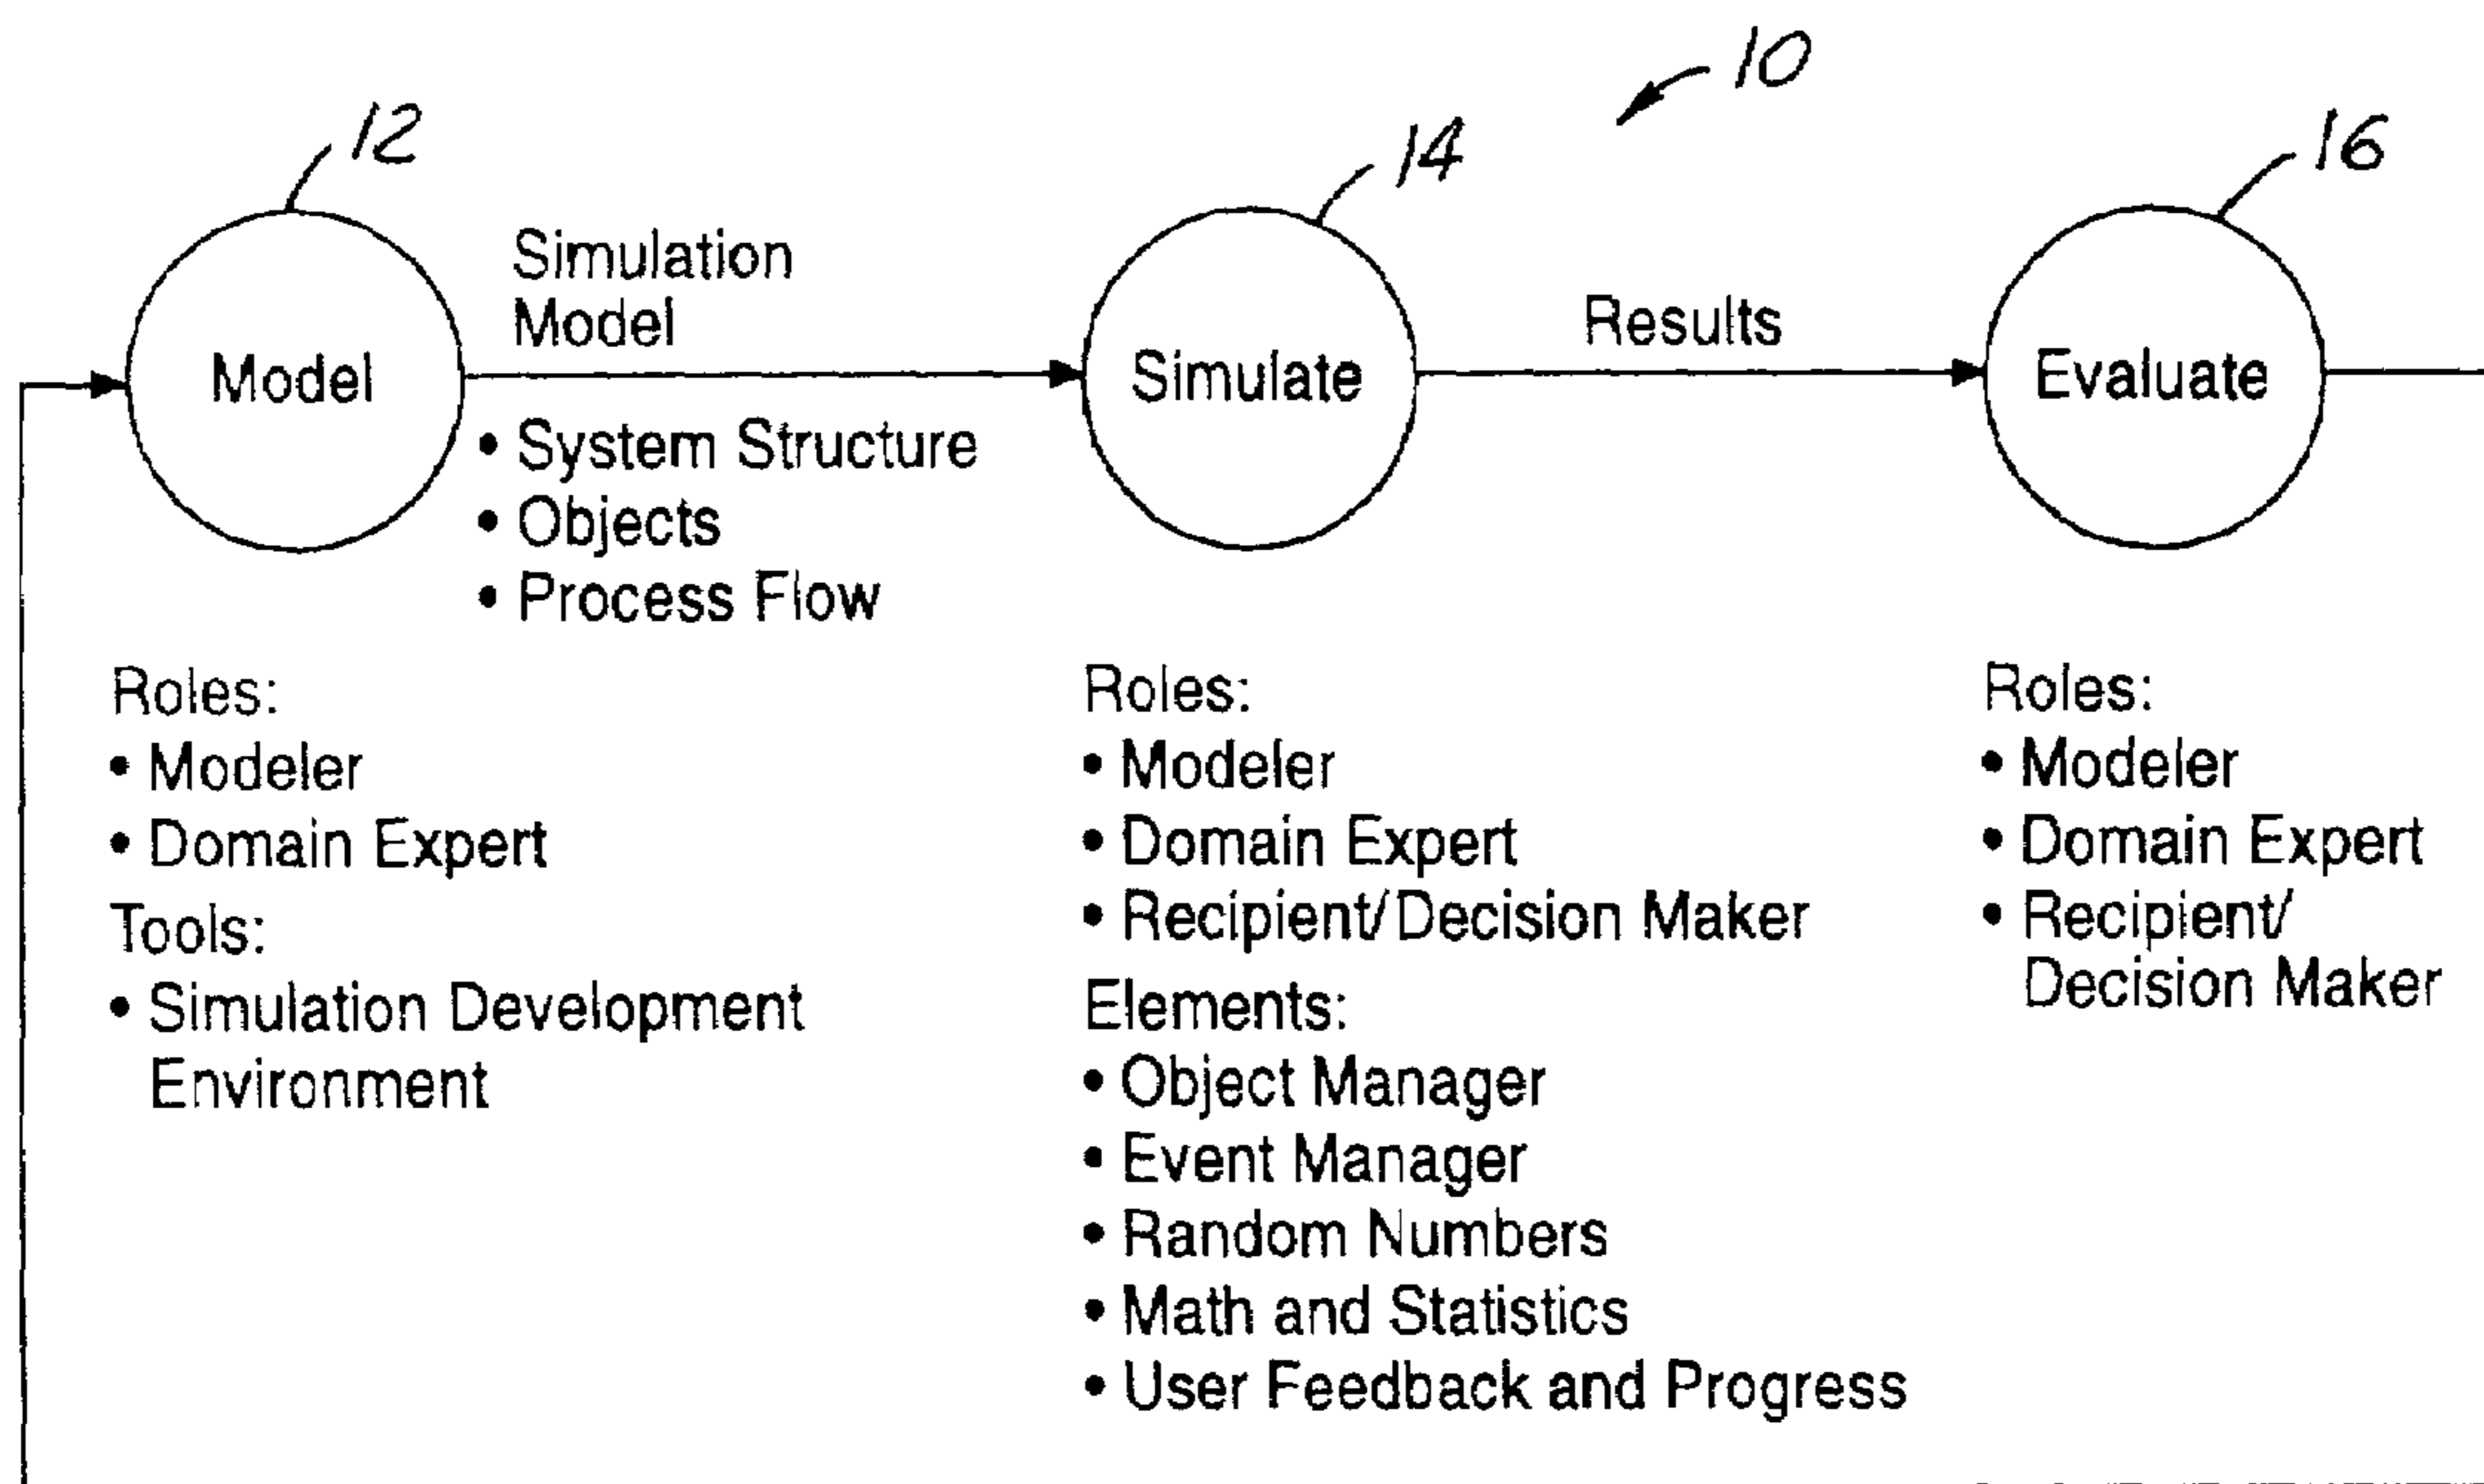 10
12
14
16
Simulation
Model
Model
Simulate
Results
Evaluate
• System Structure
• Objects
• Process Flow
Roles:
• Modeler
• Domain Expert
Tools:
• Simulation Development
Environment
Roles:
• Modeler
• Domain Expert
• Recipient/Decision Maker
Elements:
• Object Manager
• Event Manager
• Random Numbers
• Math and Statistics
• User Feedback and Progress
Roles:
• Modeler
• Domain Expert
• Recipient/
Decision Maker